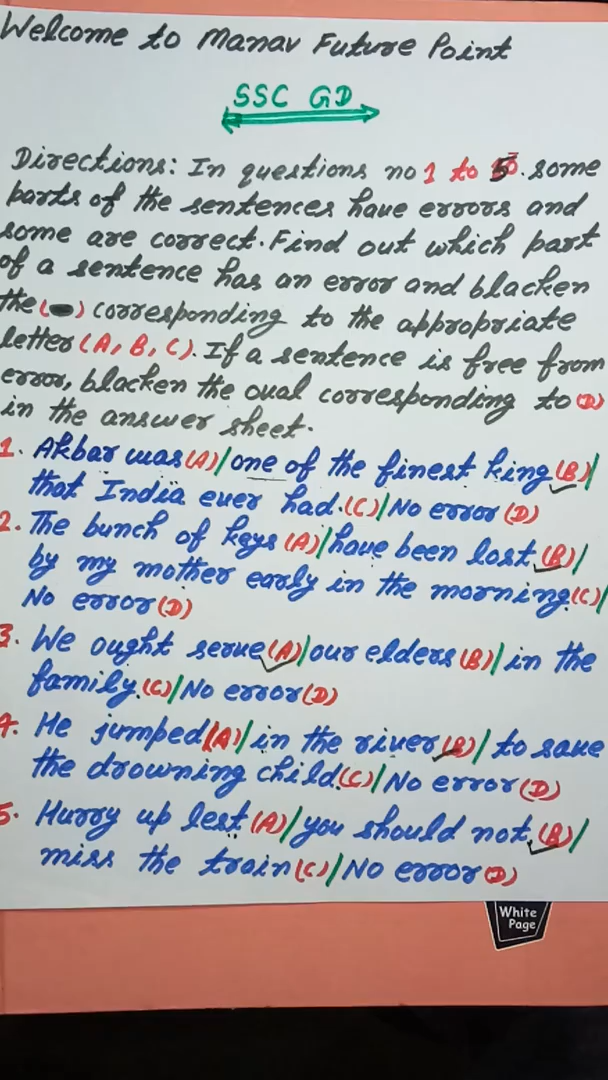 Welcome to Manav Future Point
SSC GD
Directions: In questions no 1 to 5. some
parts of the sentences have errors and
some are correct. Find out which part
of a sentence has an error and blacken
the ( ) corresponding to the appropriate
letter (A, B, C). If a sentence is free from
error, blacken the oval corresponding to (D)
in the answer sheet.
1. Akbar was (A)/one of the finest king (B)/
that India ever had. (C)/No error (D)
2. The bunch of keys (A)/have been lost (B)/
by my mother early in the morning.(C)/
No error (D)
3. We ought serve (A)/our elders (B)/in the
family. (C)/No error (D)
4. He jumped (A)/in the river (B)/to save
the drowning child. (C)/No error (D)
5. Hurry up lest (A)/you should not (B)/
miss the train (C)/No error (D)
White
Page